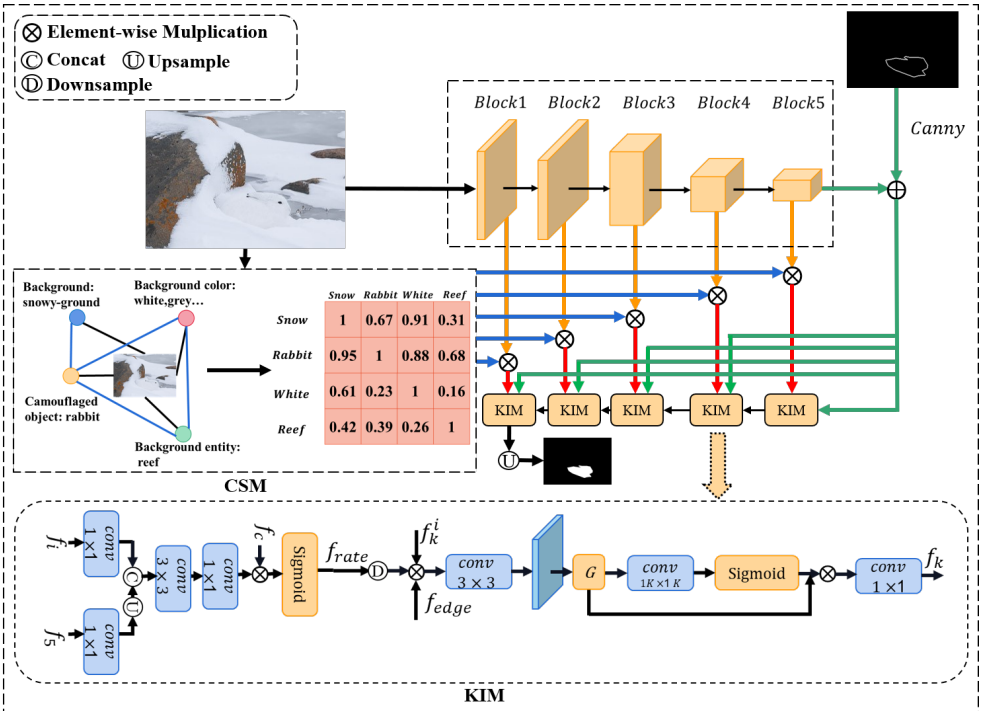 Element-wise Mulplication
C Concat U Upsample
D Downsample
Block1 Block2 Block3 Block4 Block5
Canny
Background:
snowy-ground
Background color:
white,grey…
Camouflaged
object: rabbit
Background entity:
reef
Snow Rabbit White Reef
Snow 1 0.67 0.91 0.31
Rabbit 0.95 1 0.88 0.68
White 0.61 0.23 1 0.16
Reef 0.42 0.39 0.26 1
CSM
KIM KIM KIM KIM KIM
U
f_i
conv
1×1
f_5
conv
1×1
C
U
conv
3×3
conv
1×1
f_c
Sigmoid
f_rate
D
f_k^i
f_edge
conv
3×3
G
conv
1K×1K
Sigmoid
conv
1×1
f_k
KIM